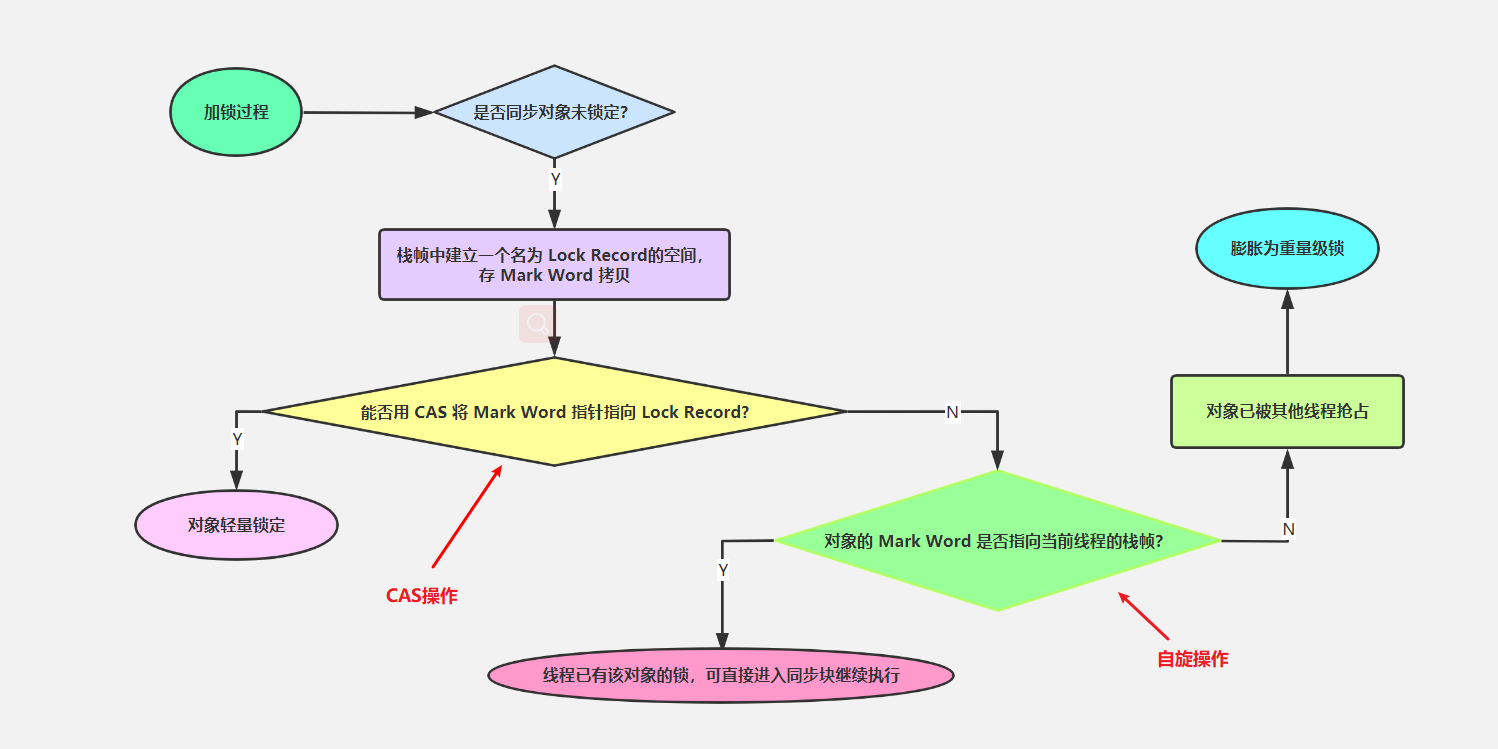 加锁过程
是否同步对象未锁定?
Y
栈帧中建立一个名为 Lock Record的空间，
存 Mark Word 拷贝
膨胀为重量级锁
能否用 CAS 将 Mark Word 指针指向 Lock Record?
N
对象已被其他线程抢占
Y
对象轻量锁定
N
对象的 Mark Word 是否指向当前线程的栈帧?
Y
CAS操作
自旋操作
线程已有该对象的锁，可直接进入同步块继续执行